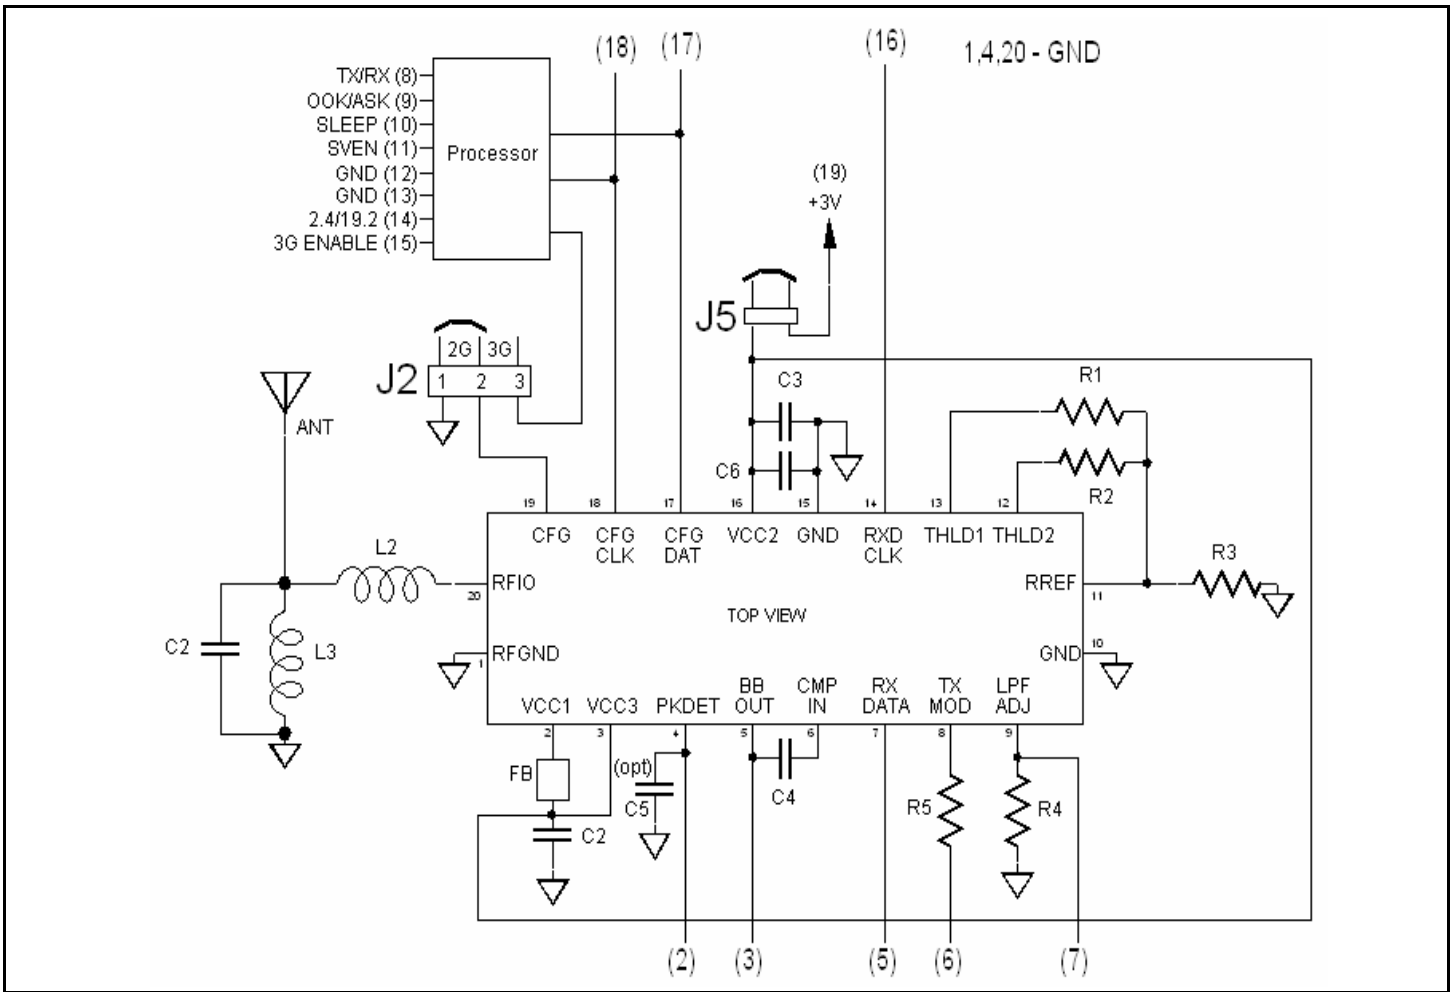 (18) (17) (16) 1,4,20 - GND
TX/RX (8)
OOK/ASK (9)
SLEEP (10)
SVEN (11)
GND (12)
GND (13)
2.4/19.2 (14)
3G ENABLE (15)
Processor
(19)
+3V
J5
J2
2G 3G
1 2 3
ANT
C3
C6
R1
R2
19 18 17 16 15 14 13 12
CFG
CFG
CLK
CFG
DAT
VCC2
GND
RXD
CLK
THLD1
THLD2
L2
R3
RFIO
20
RREF
11
TOP VIEW
C2
L3
RFGND
1
GND
10
VCC1
VCC3
PKDET
BB
OUT
CMP
IN
RX
DATA
TX
MOD
LPF
ADJ
2 3 4 5 6 7 8 9
FB
(opt)
C5
C4
R5
R4
C2
(2) (3) (5) (6) (7)